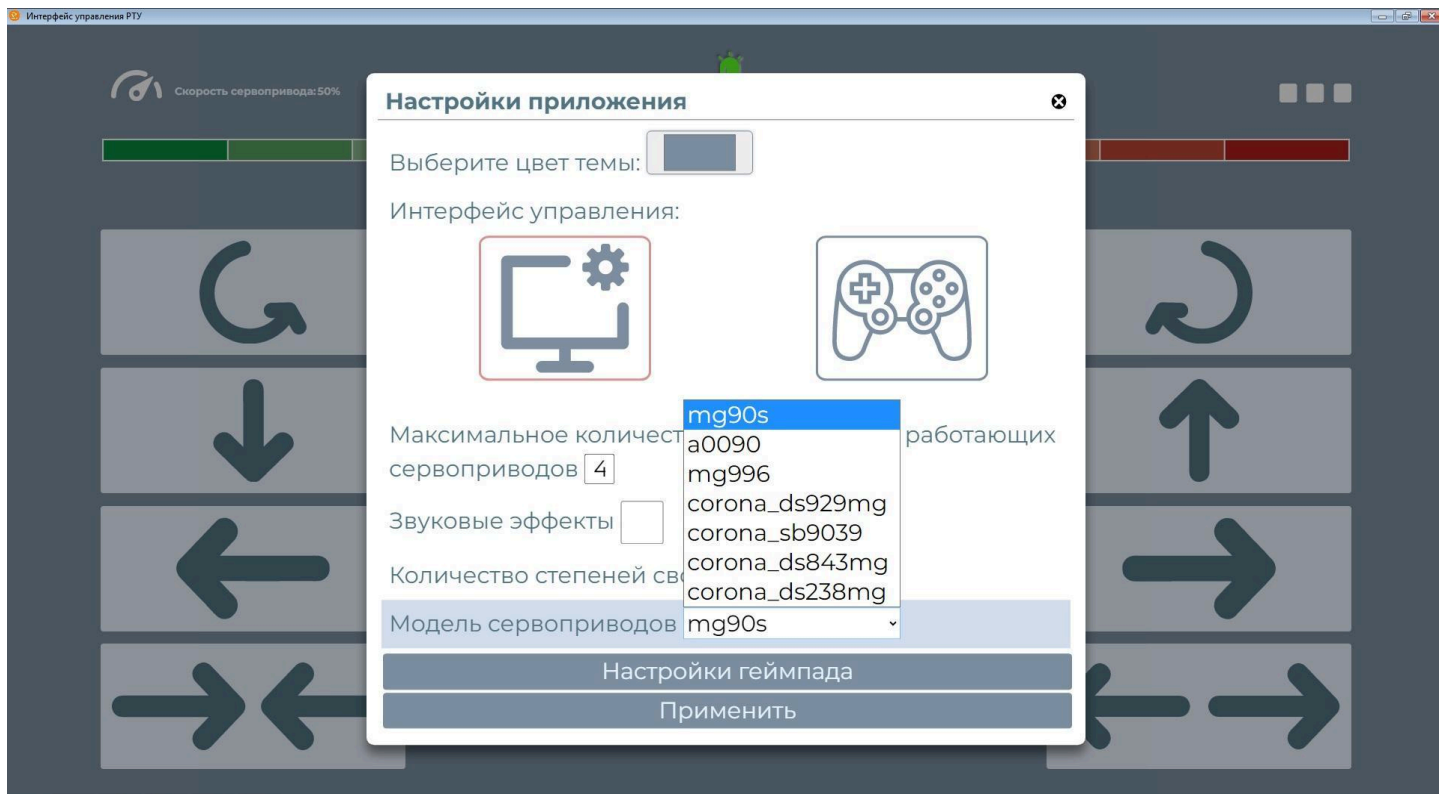 Интерфейс управления РТУ
Скорость сервопривода: 50%
Настройки приложения
Выберите цвет темы:
Интерфейс управления:
Максимальное количест
работающих
сервоприводов 4
mg90s
a0090
mg996
corona_ds929mg
corona_sb9039
corona_ds843mg
corona_ds238mg
Звуковые эффекты
Количество степеней св
Модель сервоприводов mg90s
Настройки геймпада
Применить